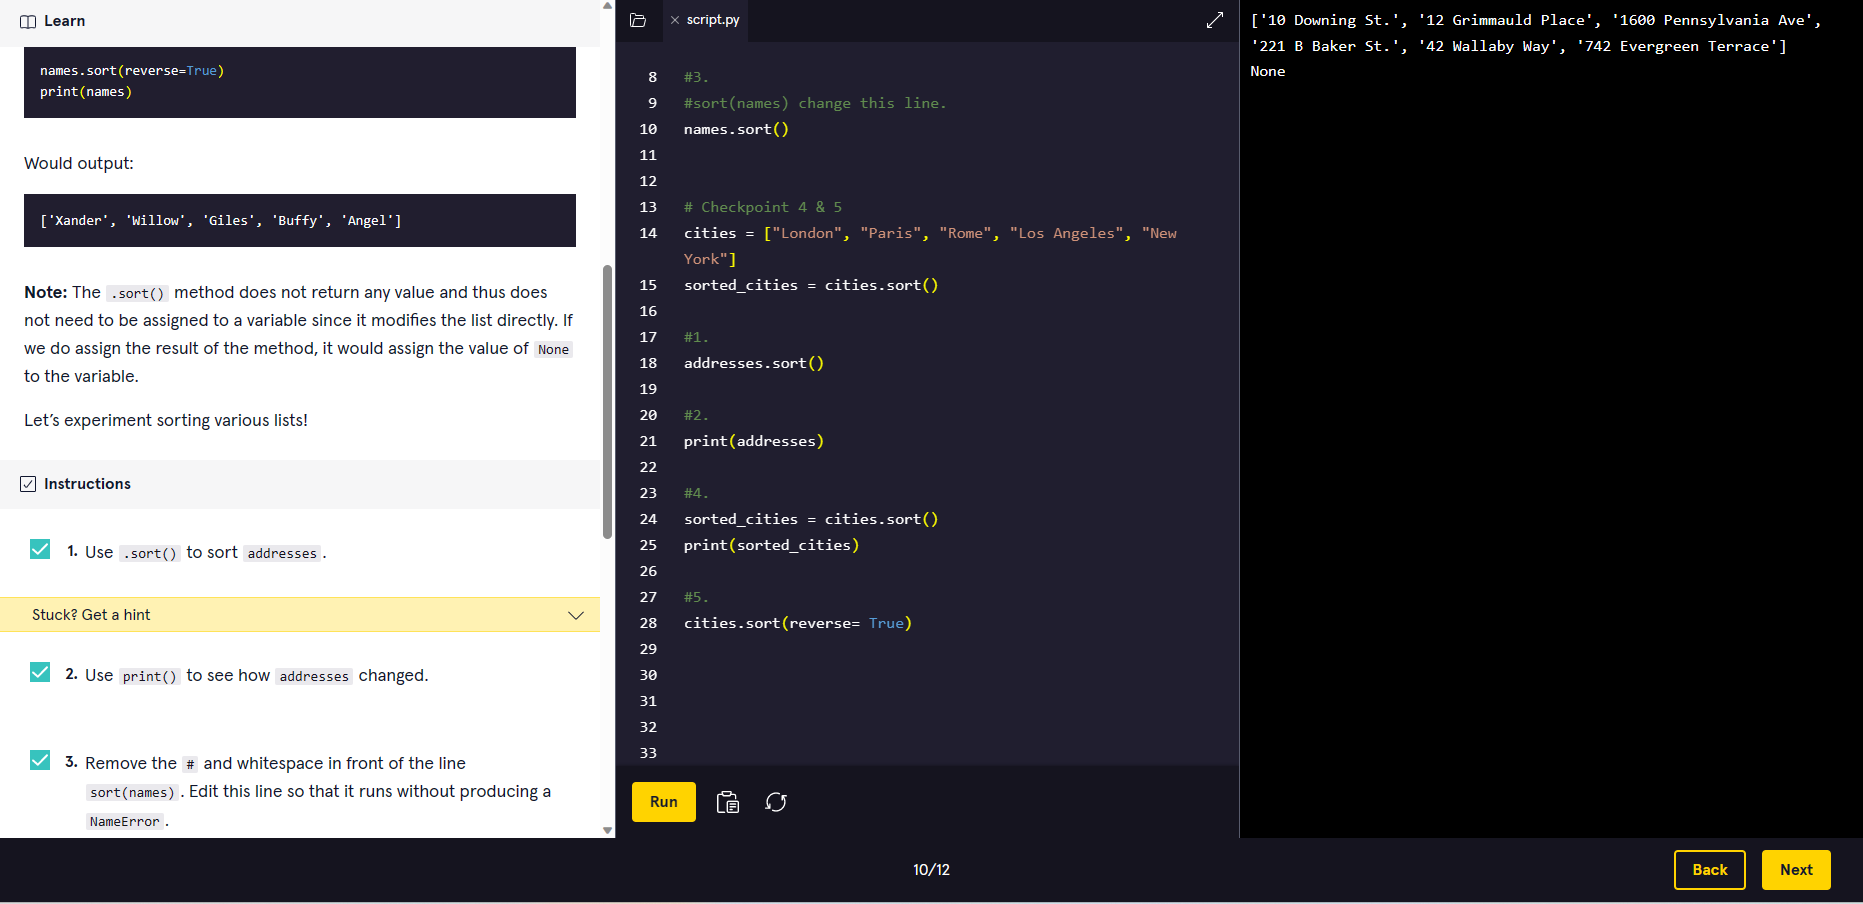 Learn
names.sort(reverse=True)
print(names)
Would output:
['Xander', 'Willow', 'Giles', 'Buffy', 'Angel']
Note: The .sort() method does not return any value and thus does
not need to be assigned to a variable since it modifies the list directly. If
we do assign the result of the method, it would assign the value of None
to the variable.
Let's experiment sorting various lists!
Instructions
1. Use .sort() to sort addresses.
Stuck? Get a hint
2. Use print() to see how addresses changed.
3. Remove the # and whitespace in front of the line
sort(names). Edit this line so that it runs without producing a
NameError.
script.py
8 #3.
9 #sort(names) change this line.
10 names.sort()
11
12
13 # Checkpoint 4 & 5
14 cities = ["London", "Paris", "Rome", "Los Angeles", "New
York"]
15 sorted_cities = cities.sort()
16
17 #1.
18 addresses.sort()
19
20 #2.
21 print(addresses)
22
23 #4.
24 sorted_cities = cities.sort()
25 print(sorted_cities)
26
27 #5.
28 cities.sort(reverse= True)
29
30
31
32
33
Run
['10 Downing St.', '12 Grimmauld Place', '1600 Pennsylvania Ave',
'221 B Baker St.', '42 Wallaby Way', '742 Evergreen Terrace']
None
10/12
Back
Next